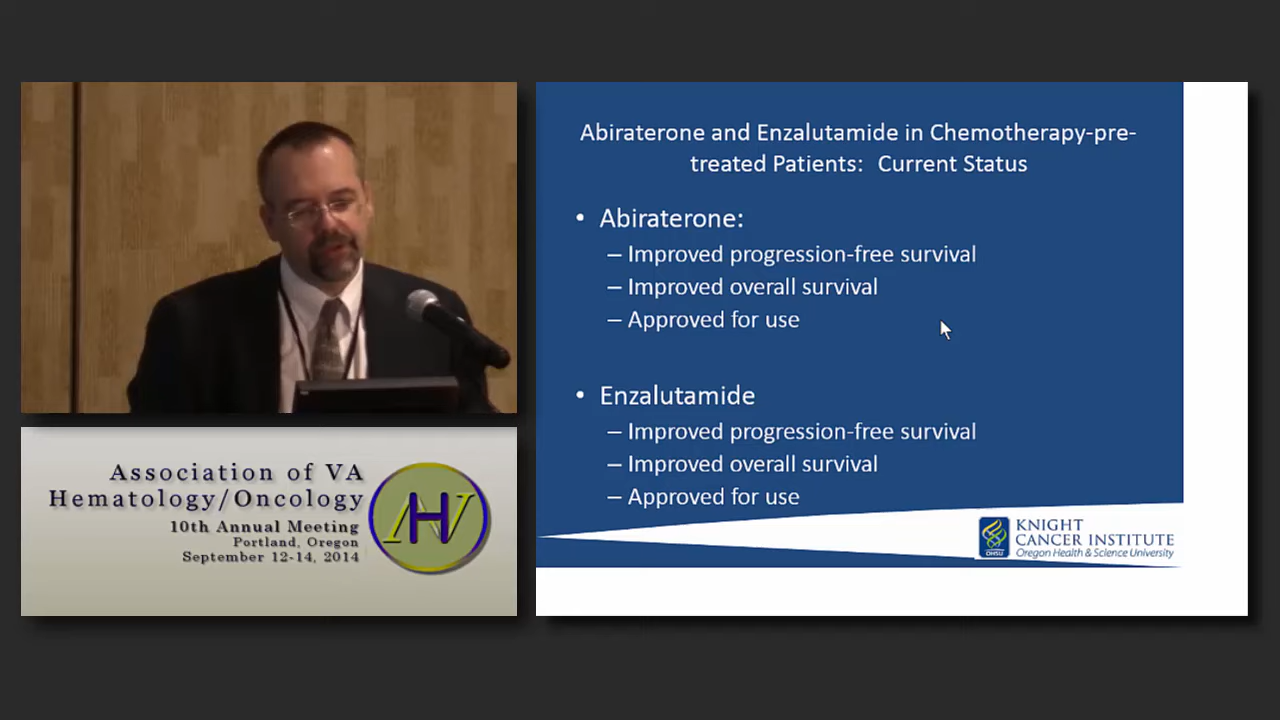 Abiraterone and Enzalutamide in Chemotherapy-pre-
treated Patients:  Current Status
• Abiraterone:
– Improved progression-free survival
– Improved overall survival
– Approved for use
• Enzalutamide
– Improved progression-free survival
– Improved overall survival
– Approved for use
OHSU
KNIGHT
CANCER INSTITUTE
Oregon Health & Science University
Association of VA
Hematology/Oncology
10th Annual Meeting
Portland, Oregon
September 12-14, 2014
AHV